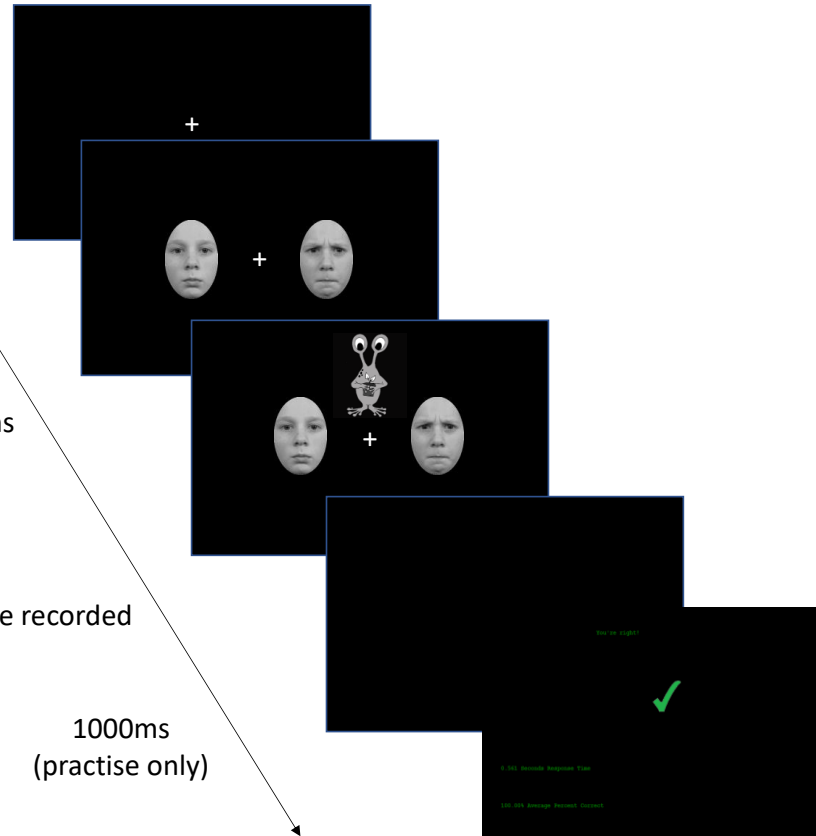 +
+
+
ns
e recorded
1000ms
(practise only)
You're right!
Seconds Response Time
Average Percent Correct